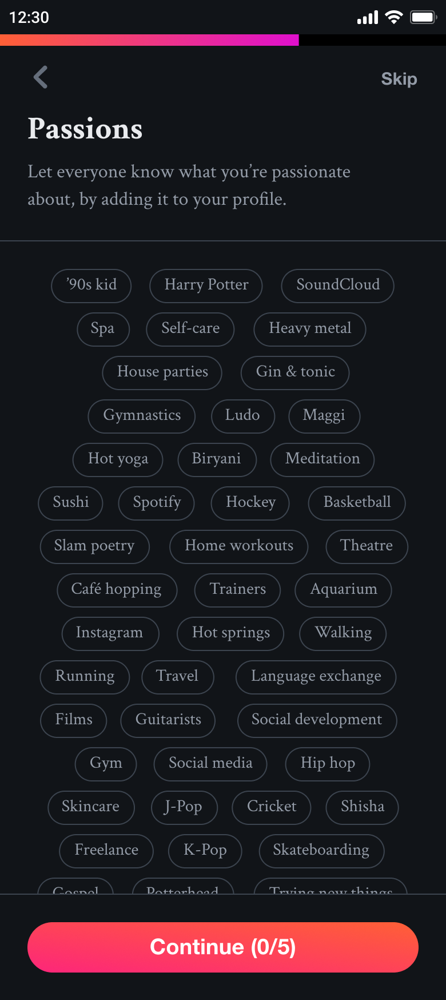 12:30
Skip
Passions
Let everyone know what you’re passionate
about, by adding it to your profile.
’90s kid Harry Potter SoundCloud
Spa Self-care Heavy metal
House parties Gin & tonic
Gymnastics Ludo Maggi
Hot yoga Biryani Meditation
Sushi Spotify Hockey Basketball
Slam poetry Home workouts Theatre
Café hopping Trainers Aquarium
Instagram Hot springs Walking
Running Travel Language exchange
Films Guitarists Social development
Gym Social media Hip hop
Skincare J-Pop Cricket Shisha
Freelance K-Pop Skateboarding
Gospel Potterhead Trying new things
Continue (0/5)